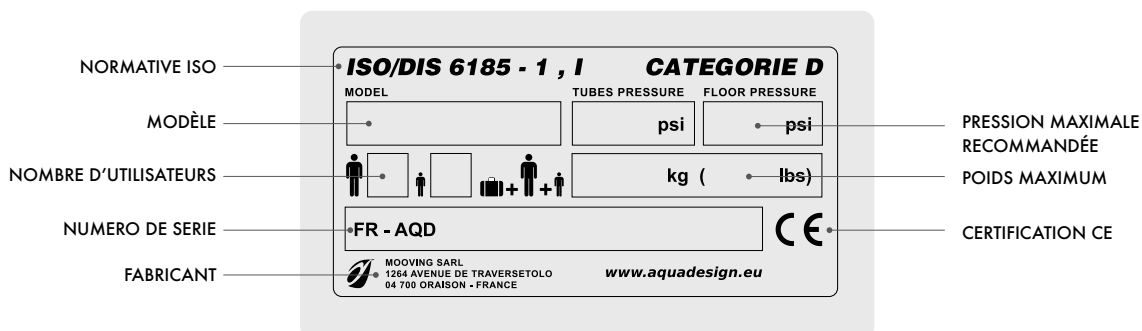 NORMATIVE ISO
ISO/DIS 6185 - 1 , I CATEGORIE D
MODEL TUBES PRESSURE FLOOR PRESSURE
MODÈLE
psi psi
PRESSION MAXIMALE
RECOMMANDÉE
NOMBRE D'UTILISATEURS
+ + kg ( lbs)
POIDS MAXIMUM
NUMERO DE SERIE
FR - AQD
CE
CERTIFICATION CE
FABRICANT
MOOVING SARL
1264 AVENUE DE TRAVERSETOLO
04 700 ORAISON - FRANCE
www.aquadesign.eu